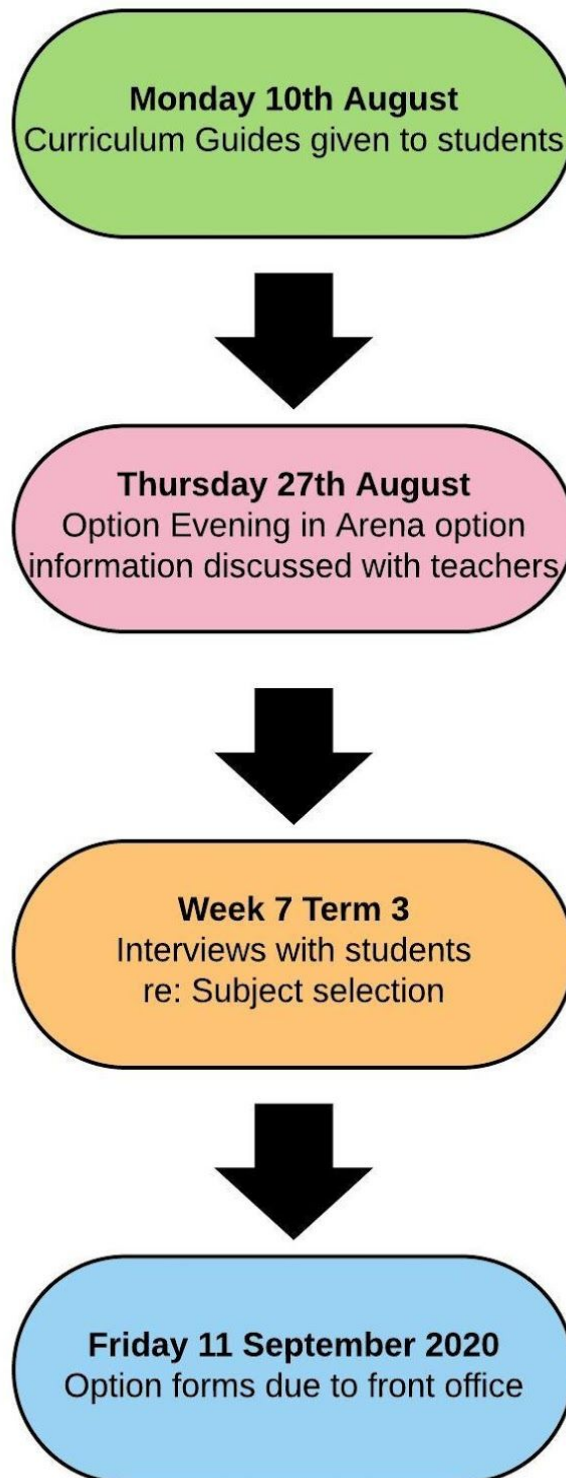 Monday 10th August
Curriculum Guides given to students
Thursday 27th August
Option Evening in Arena option
information discussed with teachers
Week 7 Term 3
Interviews with students
re: Subject selection
Friday 11 September 2020
Option forms due to front office